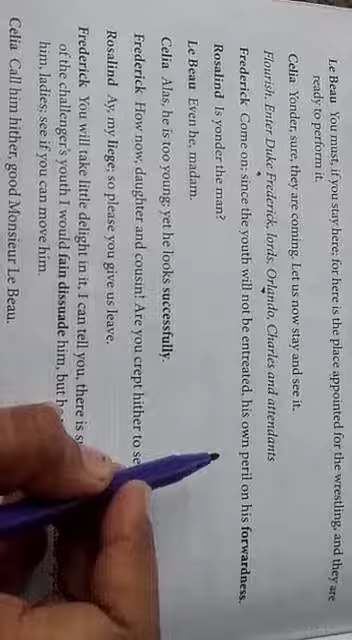 Le Beau You must, if you stay here; for here is the place appointed for the wrestling, and they are
ready to perform it.
Celia Yonder, sure, they are coming. Let us now stay and see it.
Flourish. Enter Duke Frederick, lords, Orlando, Charles and attendants
Frederick Come on; since the youth will not be entreated, his own peril on his forwardness.
Rosalind Is yonder the man?
Le Beau Even he, madam.
Celia Alas, he is too young; yet he looks successfully.
Frederick How now, daughter and cousin! Are you crept hither to se
Rosalind Ay, my liege; so please you give us leave.
Frederick You will take little delight in it, I can tell you, there is s
of the challenger's youth I would fain dissuade him, but h
him, ladies; see if you can move him.
Celia Call him hither, good Monsieur Le Beau.